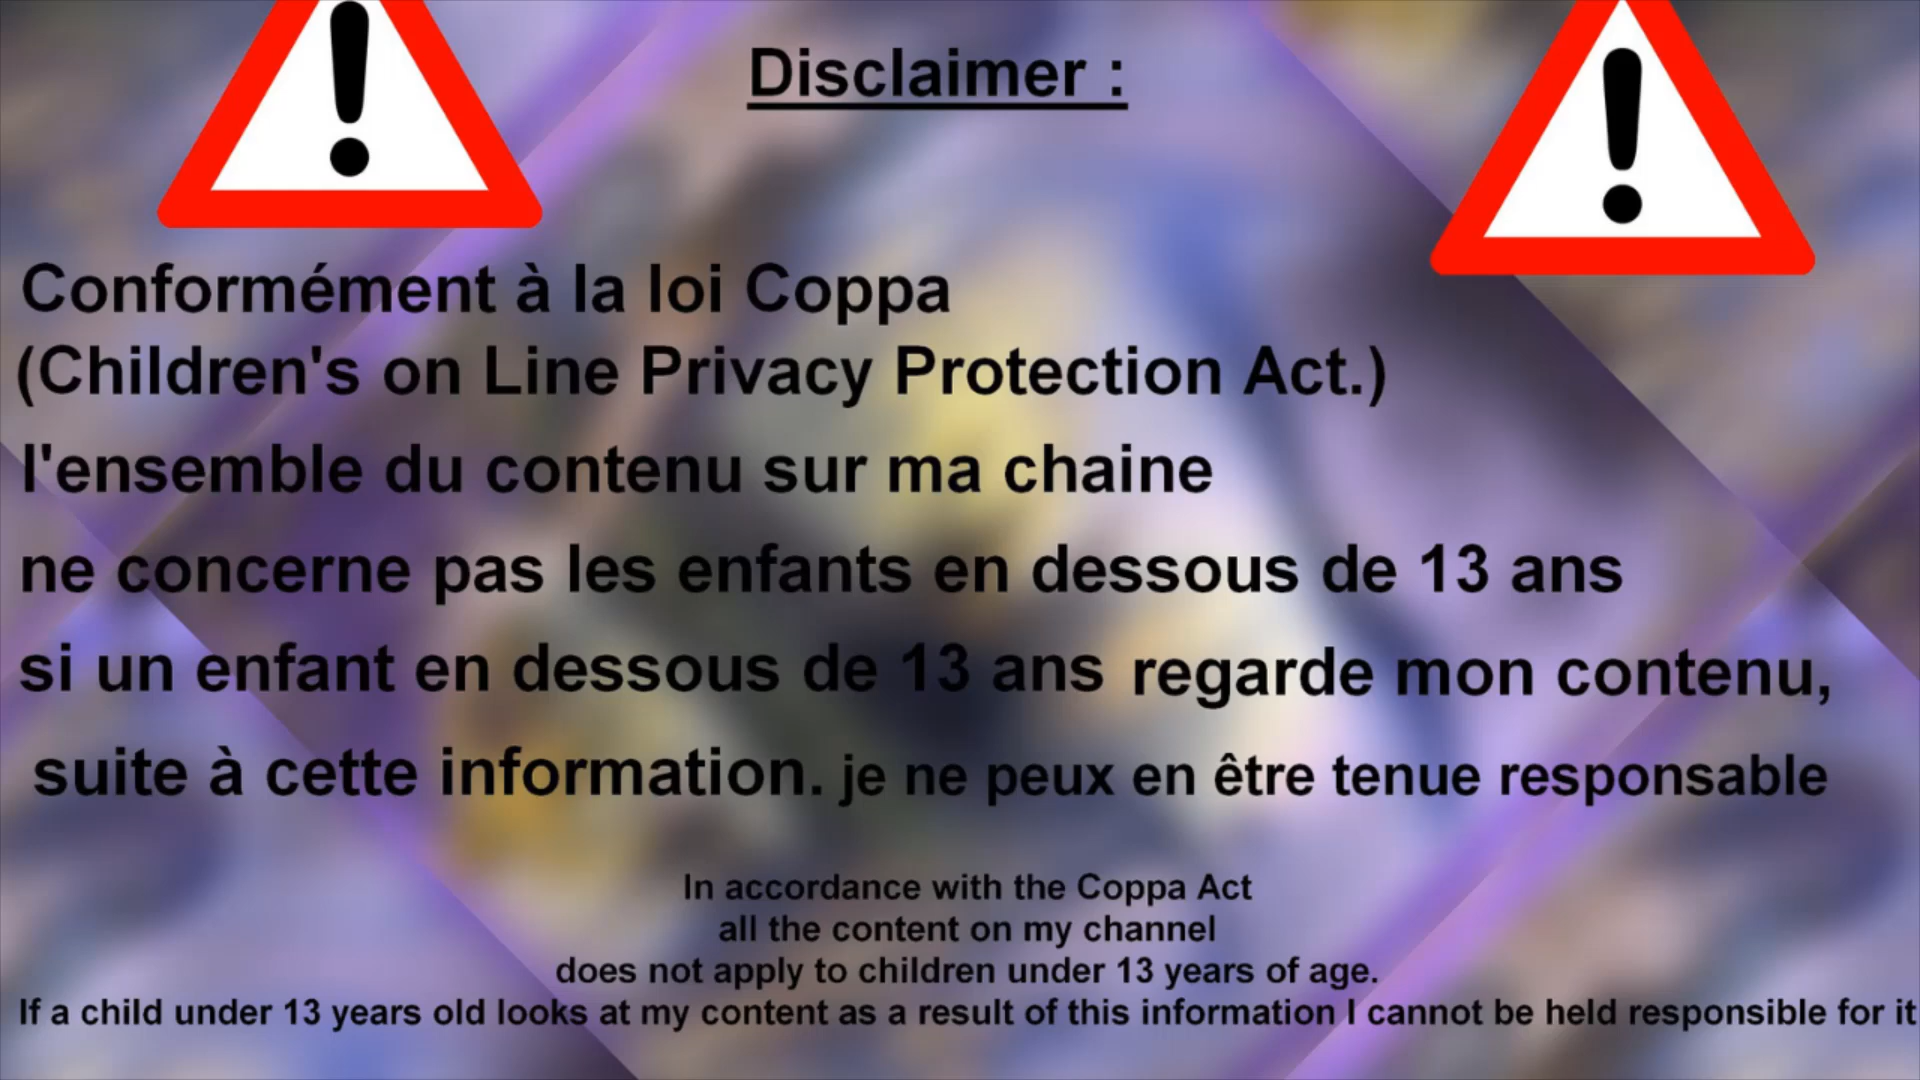 Disclaimer :
Conformément à la loi Coppa
(Children's on Line Privacy Protection Act.)
l'ensemble du contenu sur ma chaine
ne concerne pas les enfants en dessous de 13 ans
si un enfant en dessous de 13 ans regarde mon contenu,
suite à cette information. je ne peux en être tenue responsable
In accordance with the Coppa Act
all the content on my channel
does not apply to children under 13 years of age.
If a child under 13 years old looks at my content as a result of this information I cannot be held responsible for it